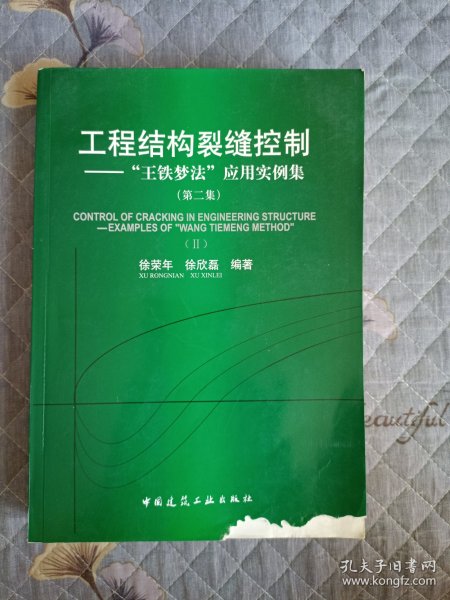 工程结构裂缝控制
——“王铁梦法”应用实例集
(第二集)
CONTROL OF CRACKING IN ENGINEERING STRUCTURE
—EXAMPLES OF "WANG TIEMENG METHOD"
(Ⅱ)
徐荣年 徐欣磊 编著
XU RONGNIAN XU XINLEI
beautiful
中国建筑工业出版社
孔夫子旧书网
www.kongfz.com